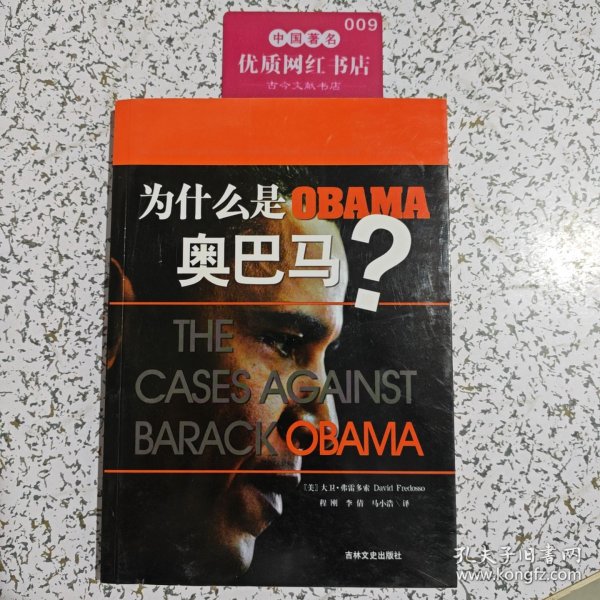 009
中国著名
优质网红书店
古今文献书店
为什么是OBAMA
奥巴马?
THE
CASES AGAINST
BARACK OBAMA
〔美〕大卫·弗雷多索 David Fredosso
程刚 李倩 马小浩/译
吉林文史出版社
孔夫子旧书网
www.kongfz.com